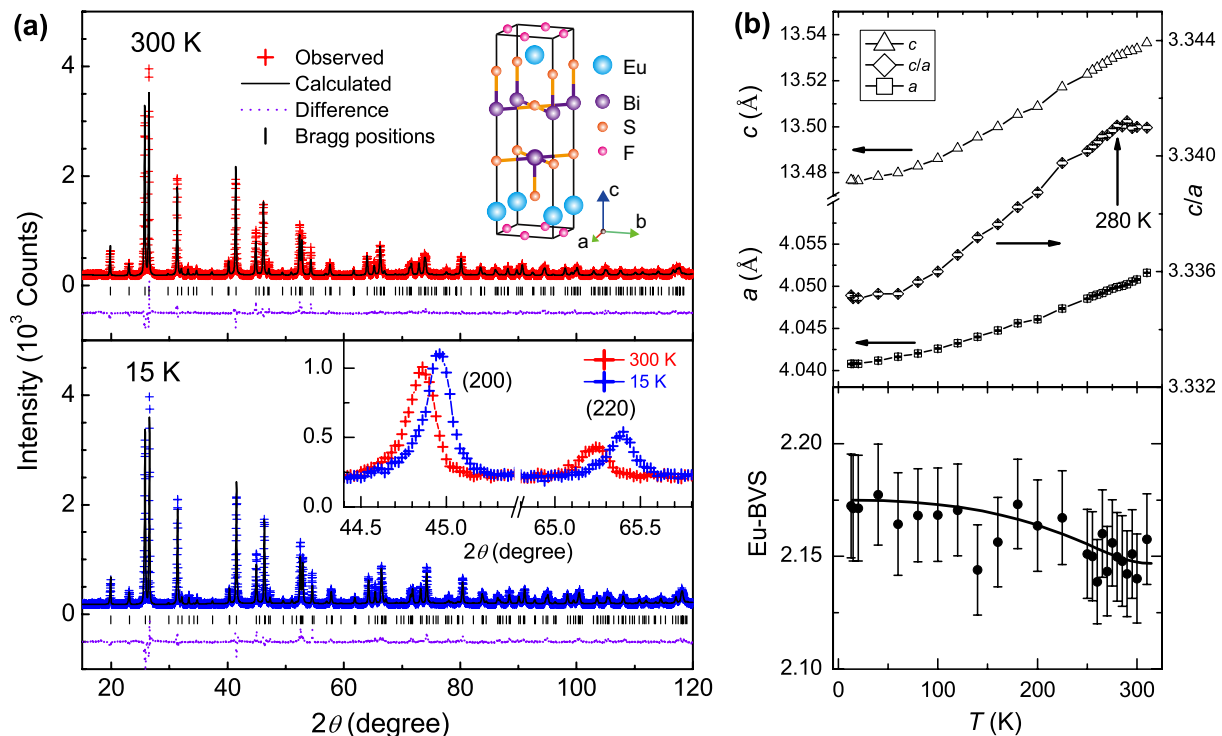 (a)
300 K
Observed
Calculated
Difference
Bragg positions
Eu
Bi
S
F
c
b
a
4
2
0
Intensity (10³ Counts)
15 K
4
2
0
1.0
0.5
0.0
(200)
(220)
300 K
15 K
44.5 45.0 65.0 65.5
2θ (degree)
20 40 60 80 100 120
2θ (degree)
(b)
c
c/a
a
13.54
13.52
13.50
13.48
c (Å)
4.055
4.050
4.045
4.040
a (Å)
3.344
3.340
3.336
3.332
c/a
280 K
2.20
2.15
2.10
Eu-BVS
0 50 100 150 200 250 300
T (K)